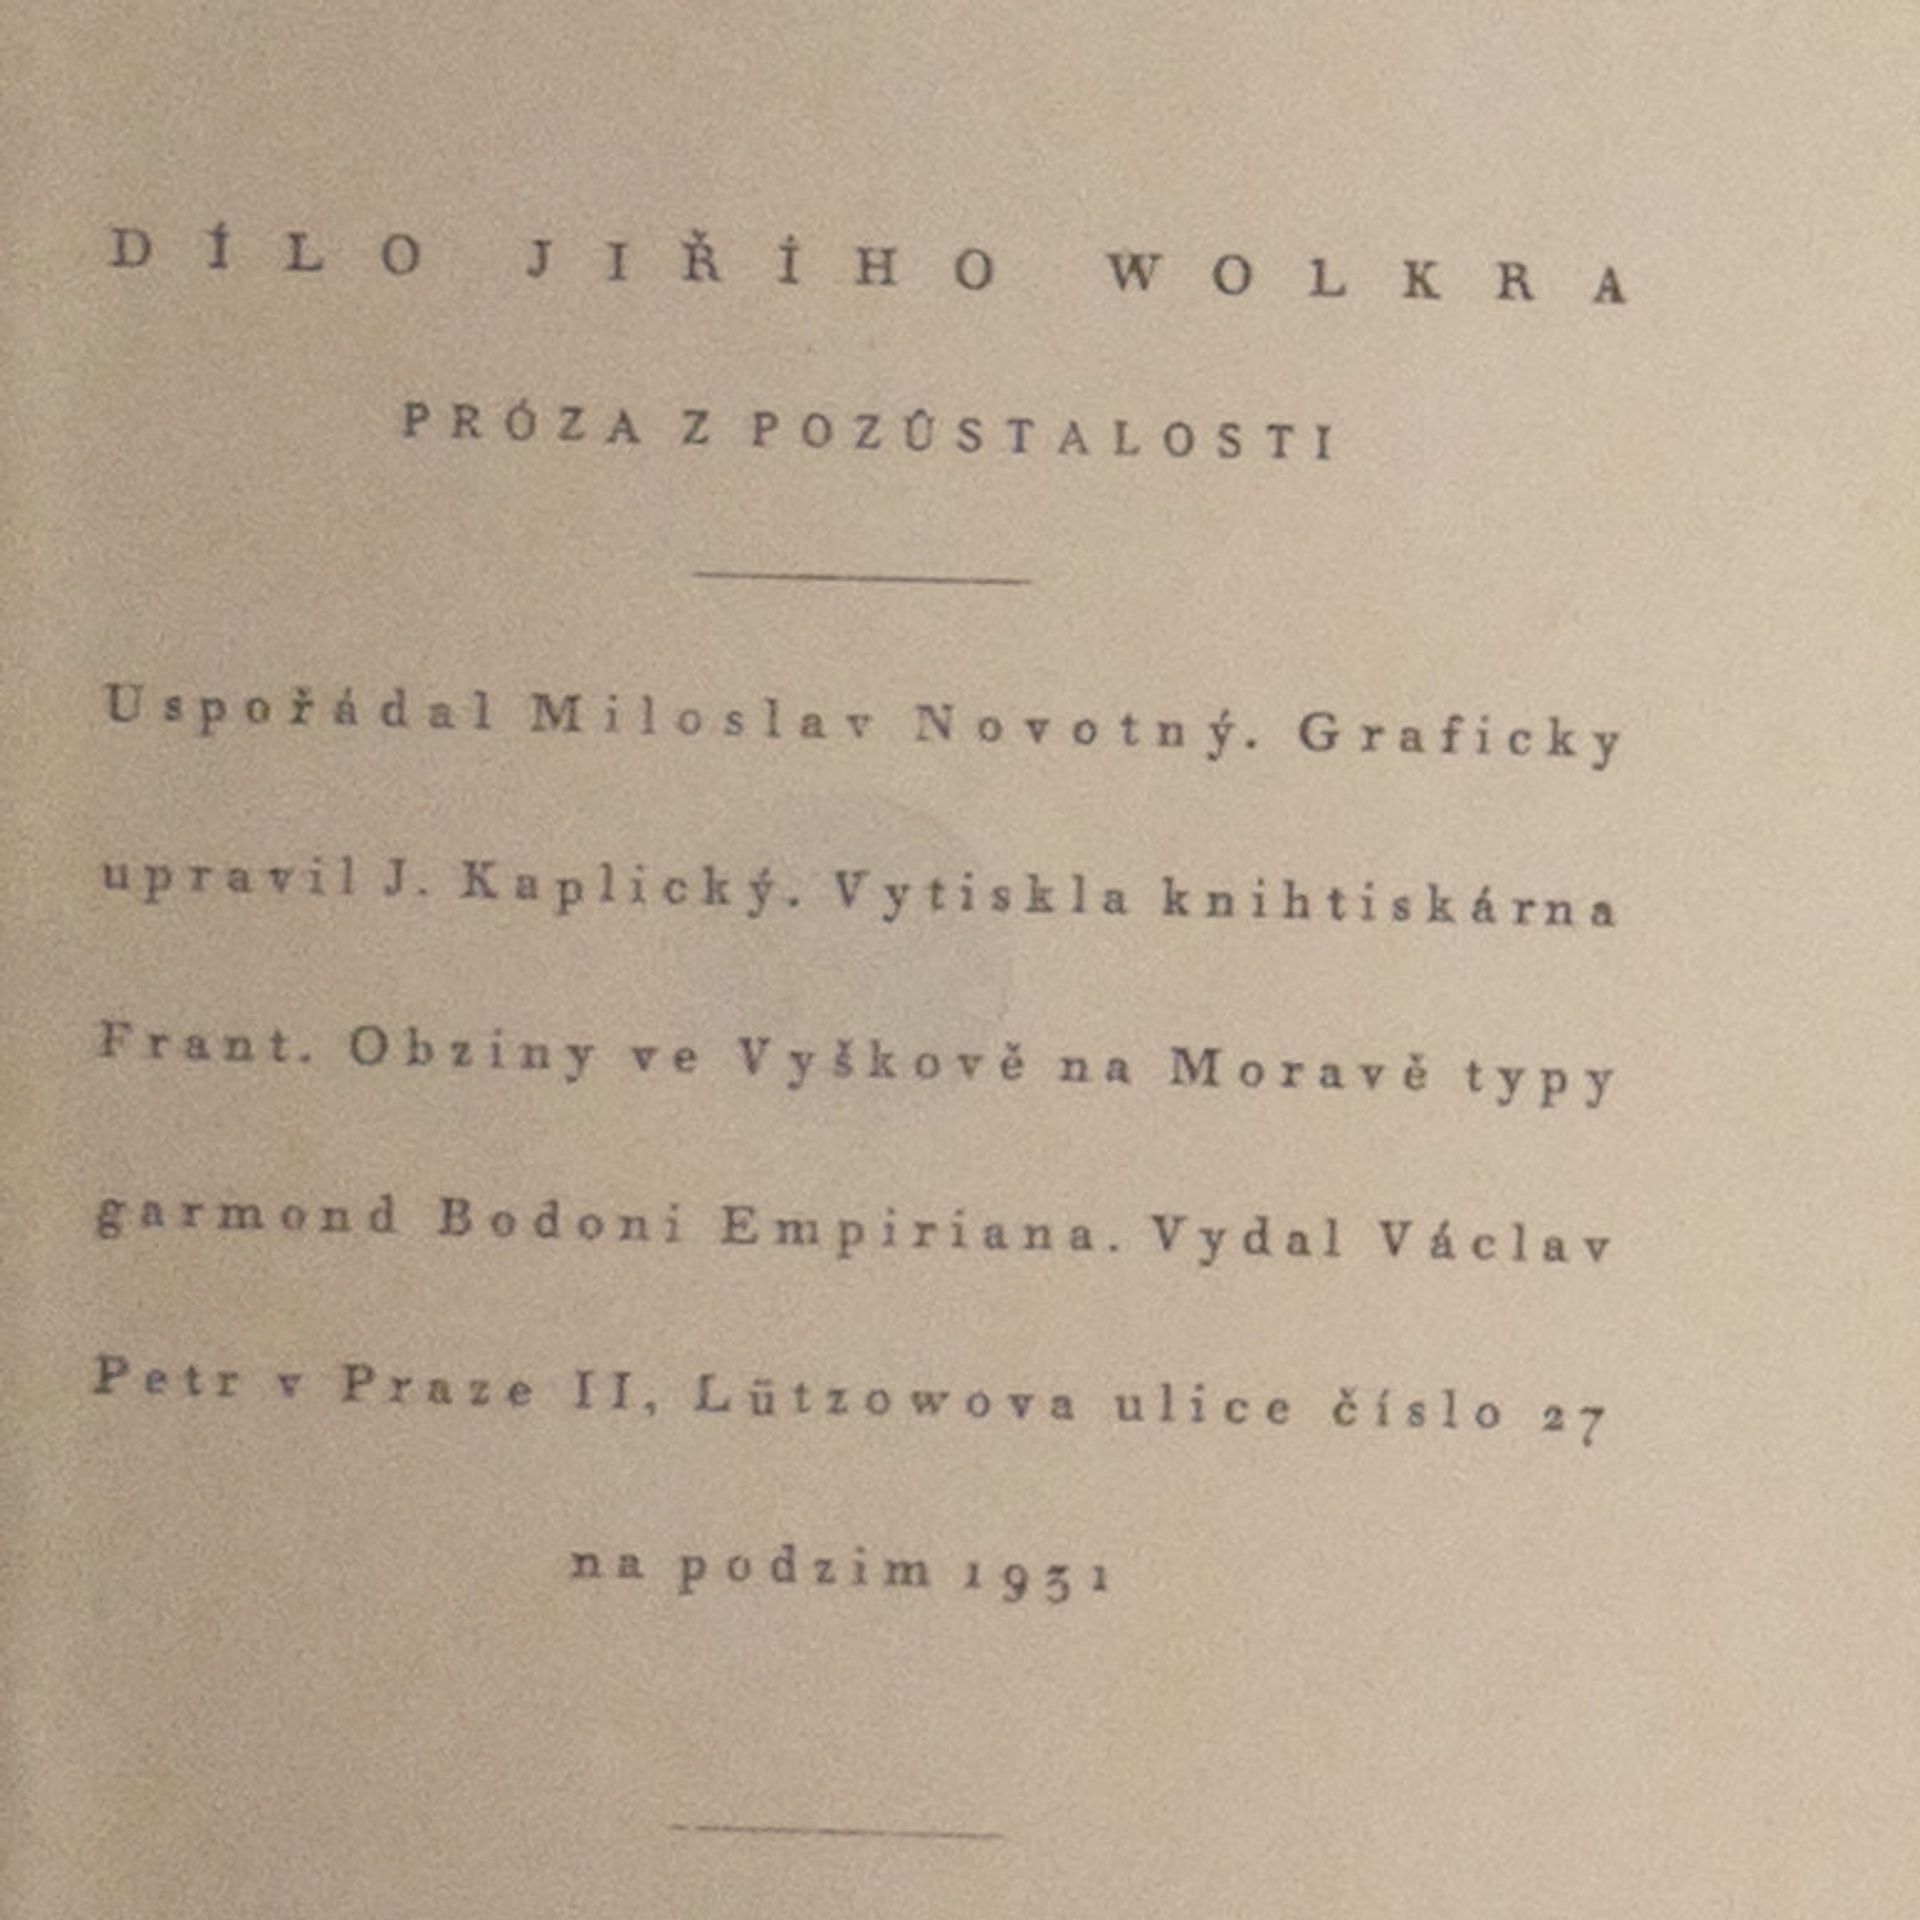 DÍLO JIŘÍHO WOLKRA
PRÓZA Z POZŮSTALOSTI
Uspořádal Miloslav Novotný. Graficky
upravil J. Kaplický. Vytiskla knihtiskárna
Frant. Obziny ve Vyškově na Moravě typy
garmond Bodoni Empiriana. Vydal Václav
Petr v Praze II, Lützowova ulice číslo 27
na podzim 1931